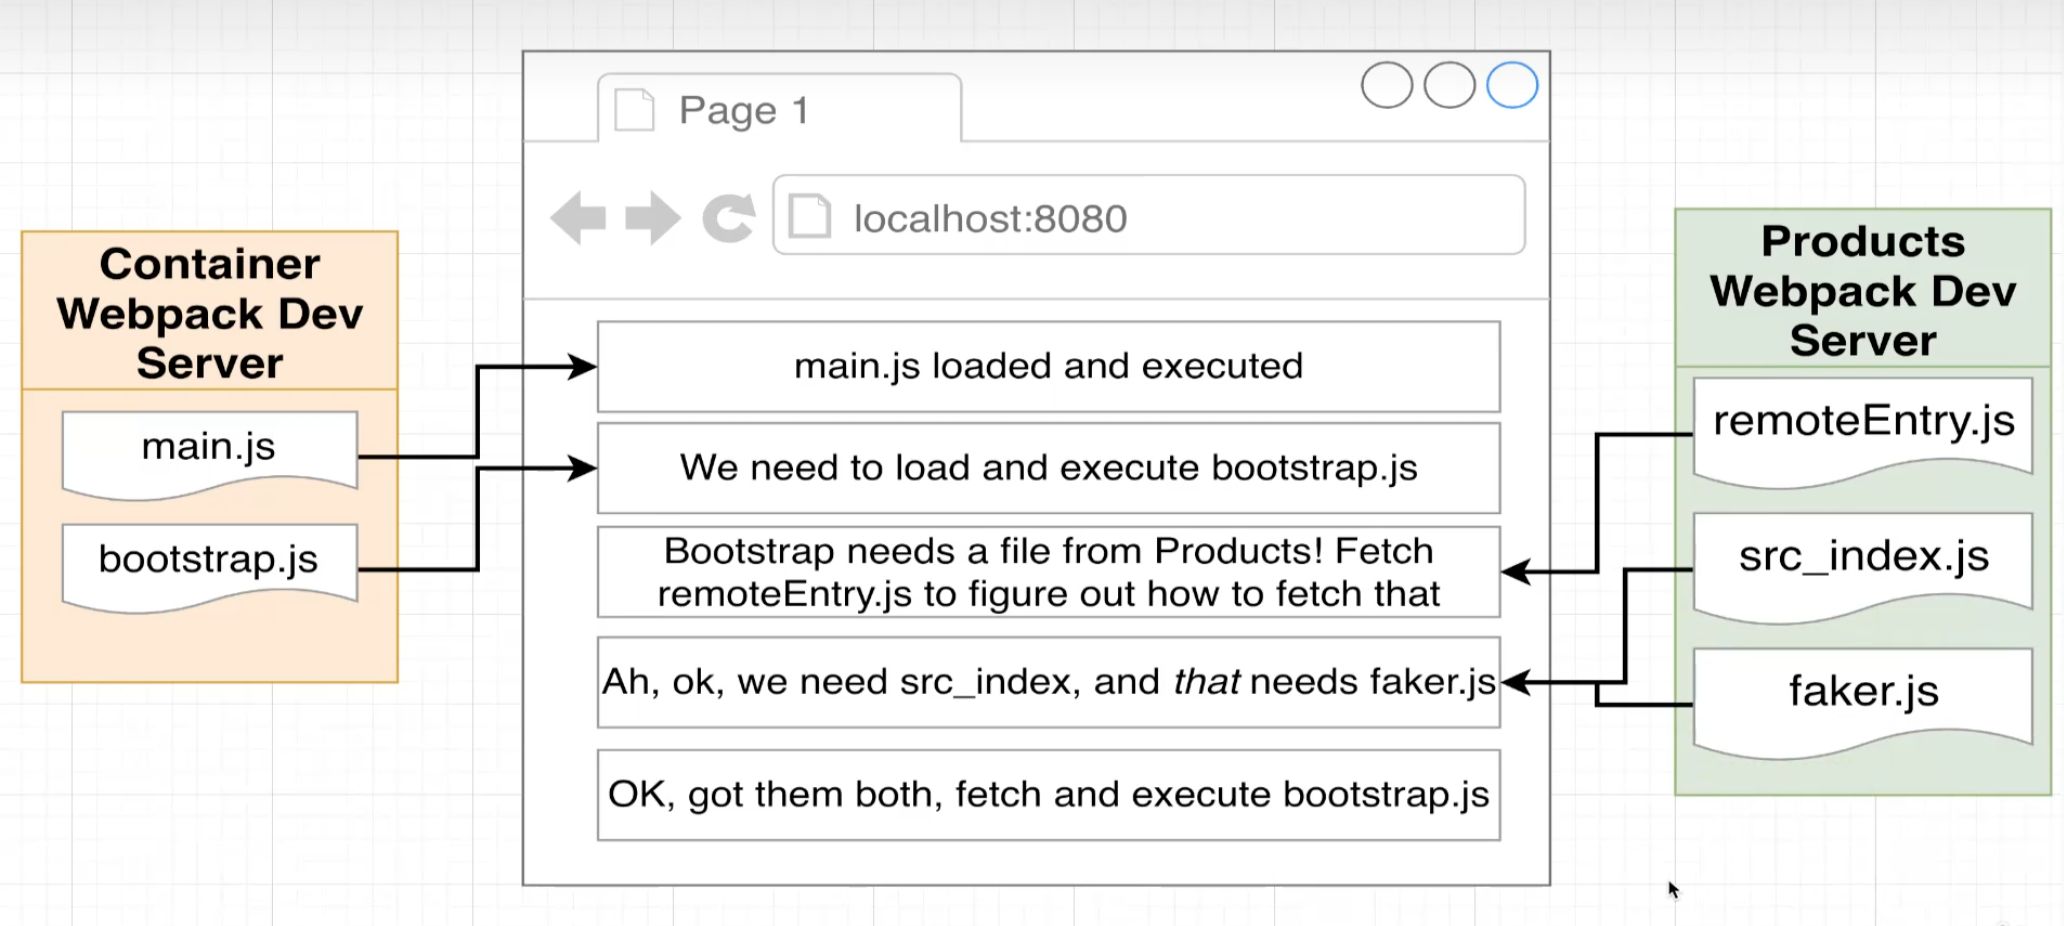 Page 1
localhost:8080
Container
Webpack Dev
Server
main.js
bootstrap.js
main.js loaded and executed
We need to load and execute bootstrap.js
Bootstrap needs a file from Products! Fetch
remoteEntry.js to figure out how to fetch that
Ah, ok, we need src_index, and that needs faker.js
OK, got them both, fetch and execute bootstrap.js
Products
Webpack Dev
Server
remoteEntry.js
src_index.js
faker.js